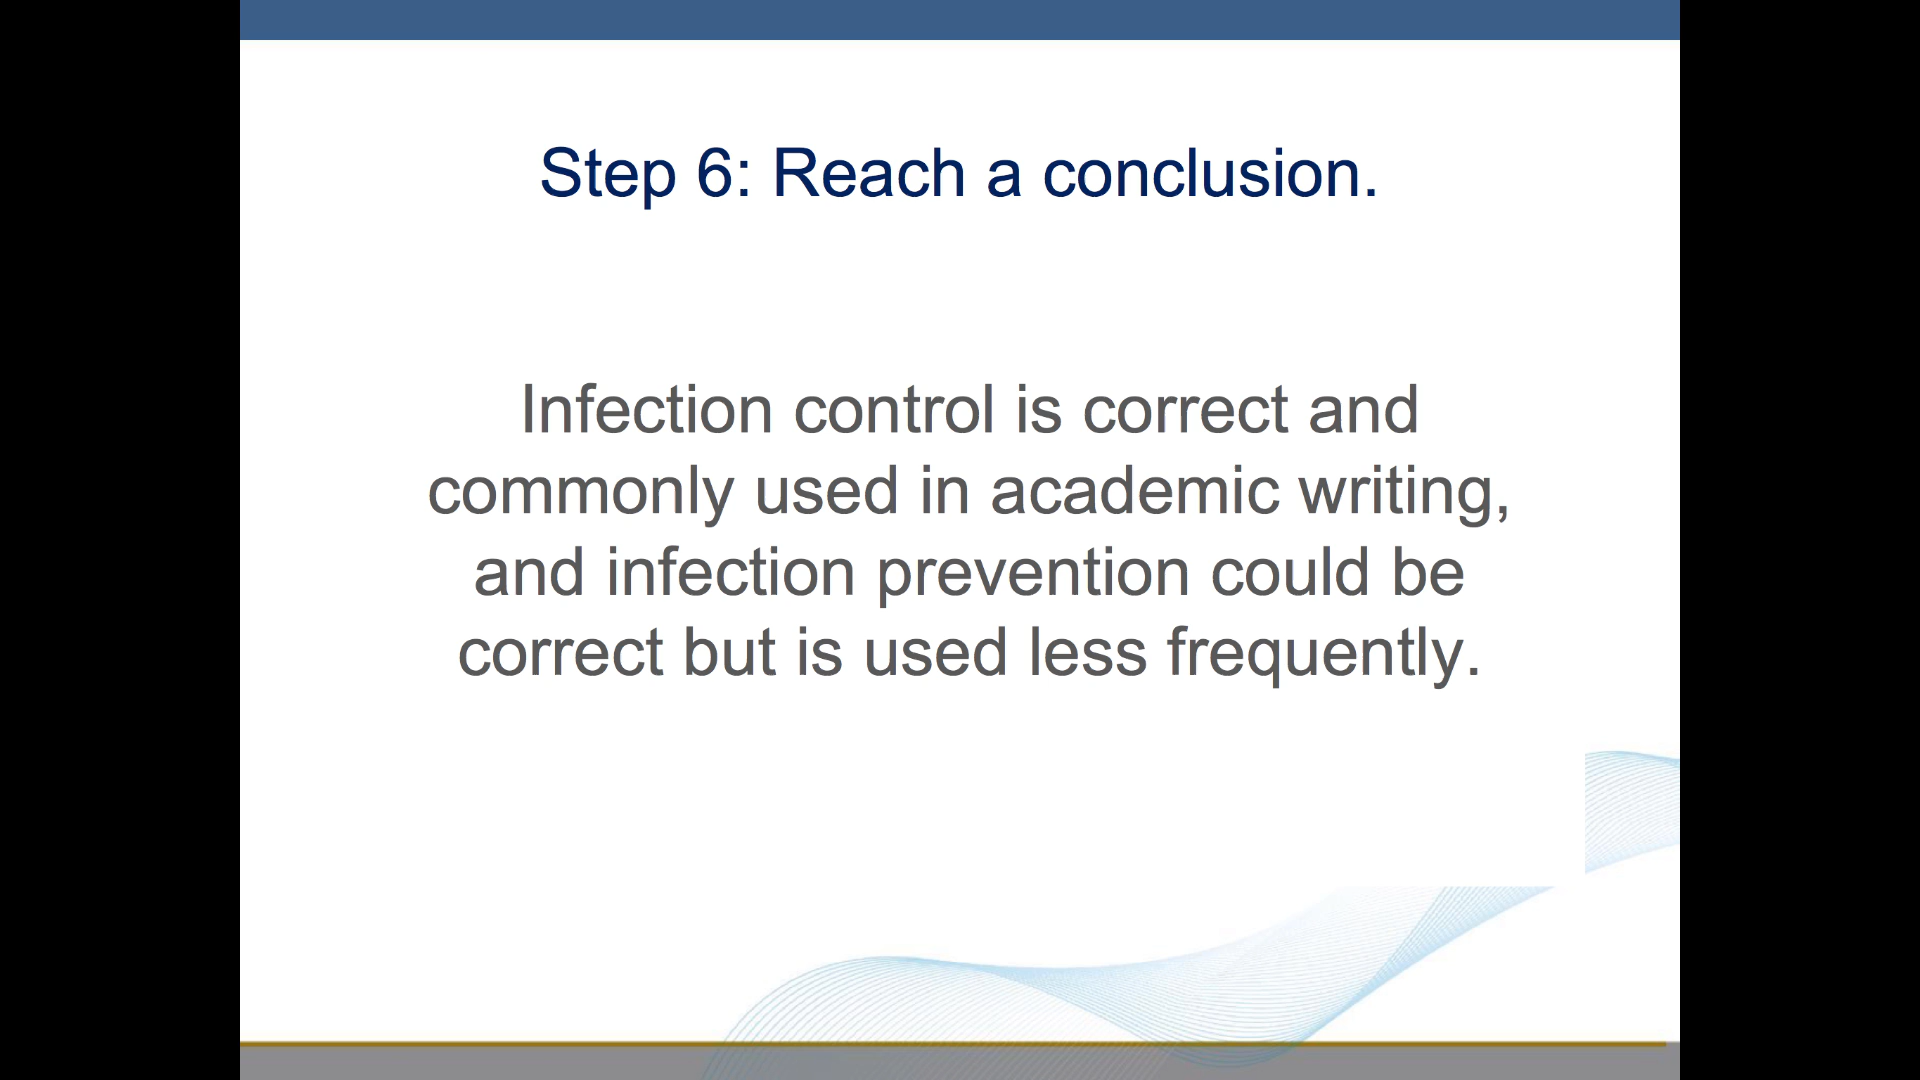 Step 6: Reach a conclusion.
Infection control is correct and
commonly used in academic writing,
and infection prevention could be
correct but is used less frequently.